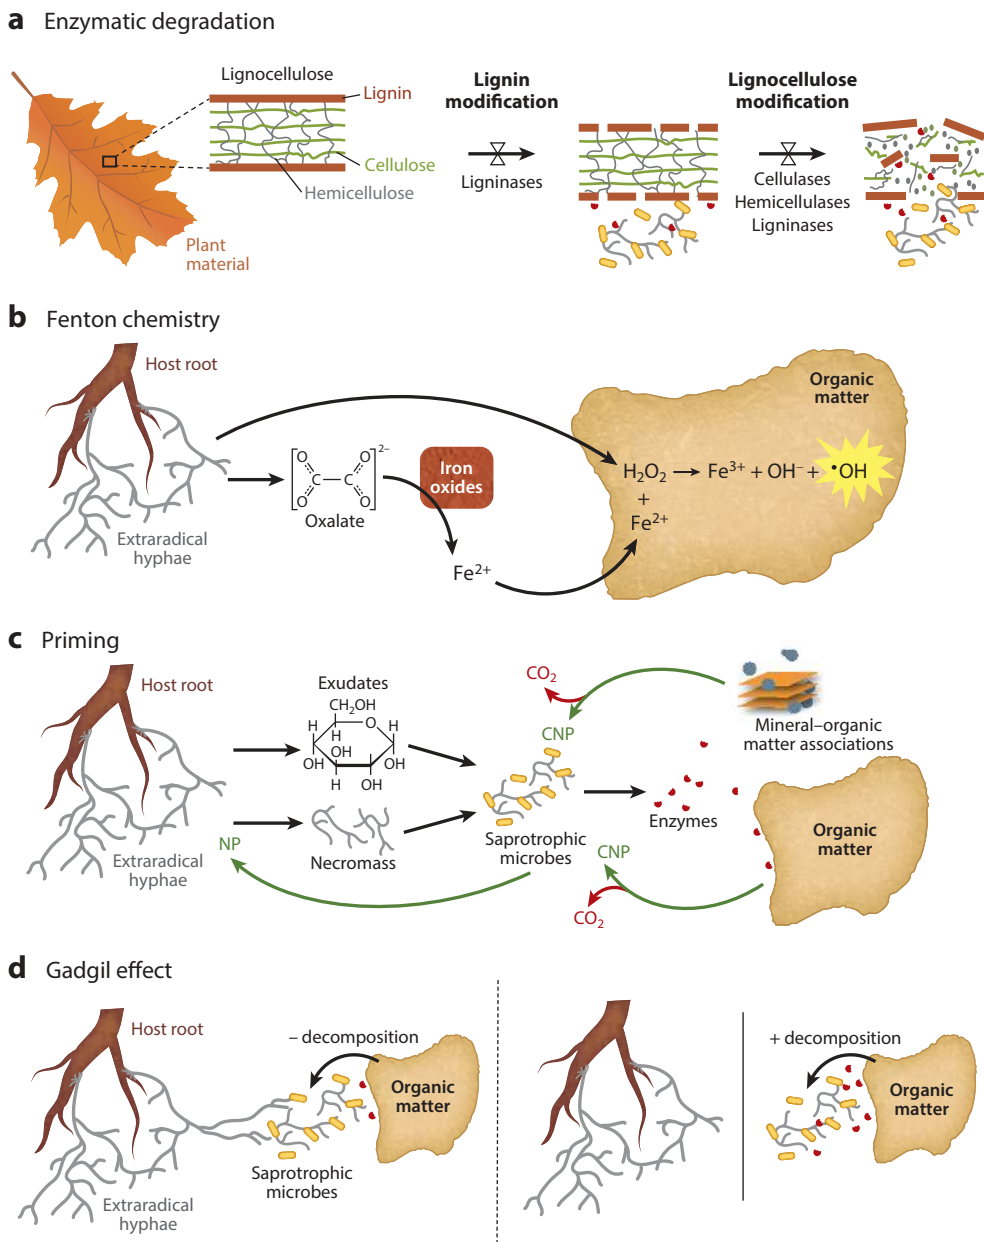 a Enzymatic degradation
Lignocellulose
Lignin
Cellulose
Hemicellulose
Plant
material
Lignin
modification
Ligninases
Lignocellulose
modification
Cellulases
Hemicellulases
Ligninases
b Fenton chemistry
Host root
Extraradical
hyphae
O O 2–
C C
O O
Oxalate
Iron
oxides
Fe2+
Organic
matter
H2O2 → Fe3+ + OH– + •OH
+
Fe2+
c Priming
Host root
Extraradical
hyphae
NP
Exudates
CH2OH
H O H
H
OH
OH OH
H OH
Necromass
CO2
CNP
Saprotrophic
microbes
Enzymes
Mineral–organic
matter associations
Organic
matter
CNP
CO2
d Gadgil effect
Host root
Extraradical
hyphae
– decomposition
Organic
matter
Saprotrophic
microbes
+ decomposition
Organic
matter